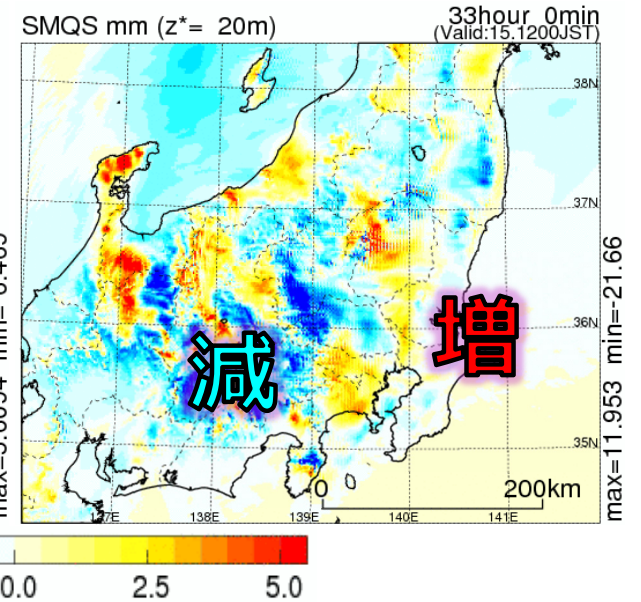 SMQS mm (z*= 20m)
33hour 0min
(Valid:15.1200JST)
38N
37N
36N
35N
減
増
0 200km
137E 138E 139E 140E 141E
max=11.953 min=-21.66
0.0 2.5 5.0